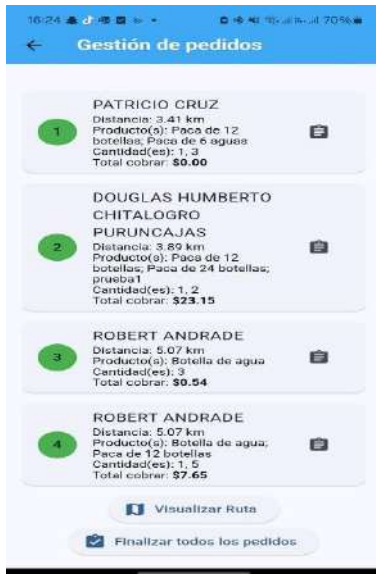 16:24 70%
Gestión de pedidos
PATRICIO CRUZ
1
Distancia: 3.41 km
Producto(s): Paca de 12
botellas; Paca de 6 aguas
Cantidad(es): 1, 3
Total cobrar: $0.00
DOUGLAS HUMBERTO
CHITALOGRO
PURUNCAJAS
2
Distancia: 3.89 km
Producto(s): Paca de 12
botellas; Paca de 24 botellas;
prueba1
Cantidad(es): 1, 2
Total cobrar: $23.15
ROBERT ANDRADE
3
Distancia: 5.07 km
Producto(s): Botella de agua
Cantidad(es): 3
Total cobrar: $0.54
ROBERT ANDRADE
4
Distancia: 5.07 km
Producto(s): Botella de agua;
Paca de 12 botellas
Cantidad(es): 1, 5
Total cobrar: $7.65
Visualizar Ruta
Finalizar todos los pedidos